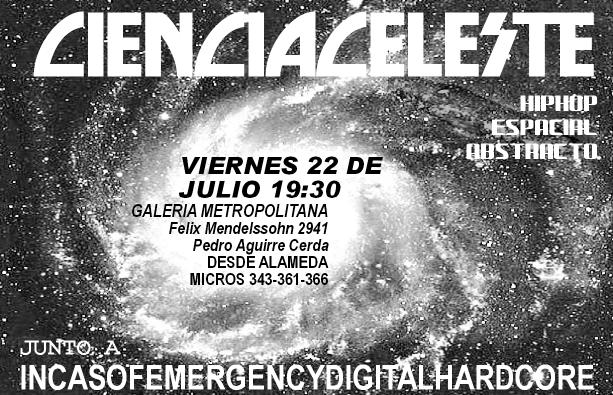 CIENCIACELESTE
HIPHOP
ESPACIAL
ABSTRACTO.
VIERNES 22 DE
JULIO 19:30
GALERIA METROPOLITANA
Felix Mendelssohn 2941
Pedro Aguirre Cerda
DESDE ALAMEDA
MICROS 343-361-366
JUNTO A
INCASOFEMERGENCYDIGITALHARDCORE